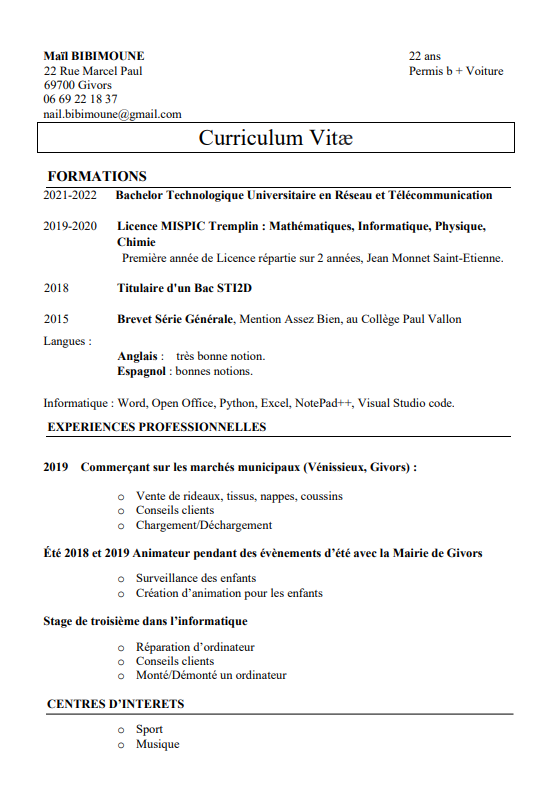 Maïl BIBIMOUNE
22 ans
22 Rue Marcel Paul
Permis b + Voiture
69700 Givors
06 69 22 18 37
nail.bibimoune@gmail.com
Curriculum Vitæ
FORMATIONS
2021-2022 Bachelor Technologique Universitaire en Réseau et Télécommunication
2019-2020 Licence MISPIC Tremplin : Mathématiques, Informatique, Physique,
Chimie
Première année de Licence répartie sur 2 années, Jean Monnet Saint-Etienne.
2018 Titulaire d'un Bac STI2D
2015 Brevet Série Générale, Mention Assez Bien, au Collège Paul Vallon
Langues :
Anglais : très bonne notion.
Espagnol : bonnes notions.
Informatique : Word, Open Office, Python, Excel, NotePad++, Visual Studio code.
EXPERIENCES PROFESSIONNELLES
2019 Commerçant sur les marchés municipaux (Vénissieux, Givors) :
o Vente de rideaux, tissus, nappes, coussins
o Conseils clients
o Chargement/Déchargement
Été 2018 et 2019 Animateur pendant des évènements d’été avec la Mairie de Givors
o Surveillance des enfants
o Création d’animation pour les enfants
Stage de troisième dans l’informatique
o Réparation d’ordinateur
o Conseils clients
o Monté/Démonté un ordinateur
CENTRES D’INTERETS
o Sport
o Musique